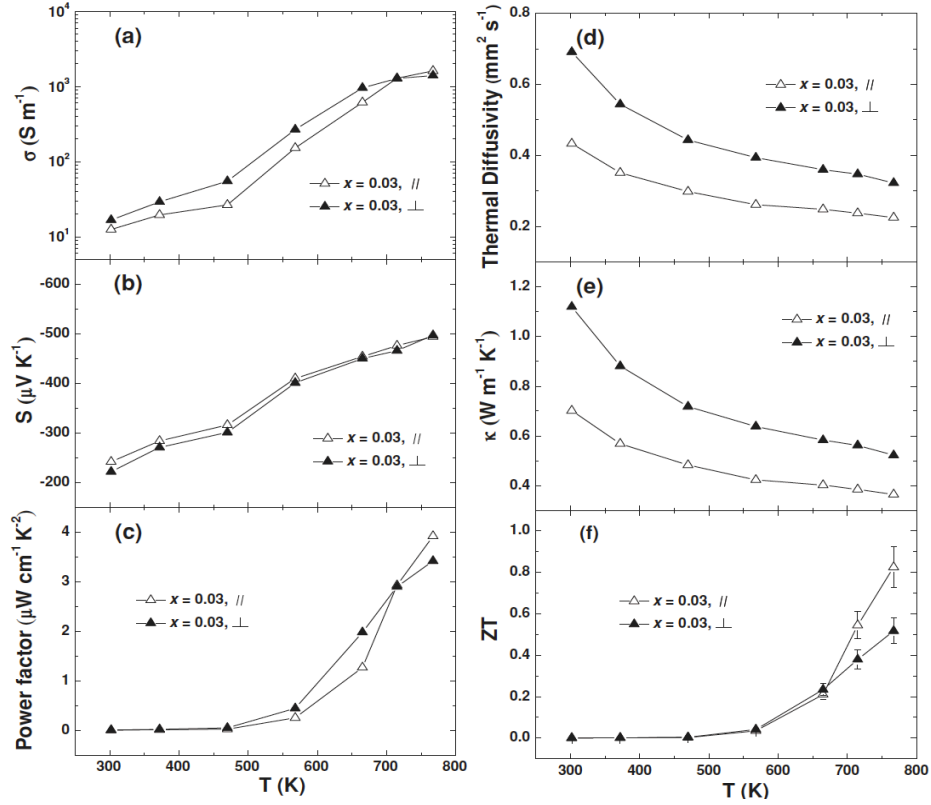 (a)
10⁴
10³
10²
10¹
σ (S m⁻¹)
x = 0.03, //
x = 0.03, ⊥
(b)
-600
-500
-400
-300
-200
S (μV K⁻¹)
x = 0.03, //
x = 0.03, ⊥
(c)
4
3
2
1
0
Power factor (μW cm⁻¹ K⁻²)
x = 0.03, //
x = 0.03, ⊥
300 400 500 600 700 800
T (K)
(d)
0.8
0.6
0.4
0.2
Thermal Diffusivity (mm² s⁻¹)
x = 0.03, //
x = 0.03, ⊥
(e)
1.2
1.0
0.8
0.6
0.4
κ (W m⁻¹ K⁻¹)
x = 0.03, //
x = 0.03, ⊥
(f)
1.0
0.8
0.6
0.4
0.2
0.0
ZT
x = 0.03, //
x = 0.03, ⊥
300 400 500 600 700 800
T (K)